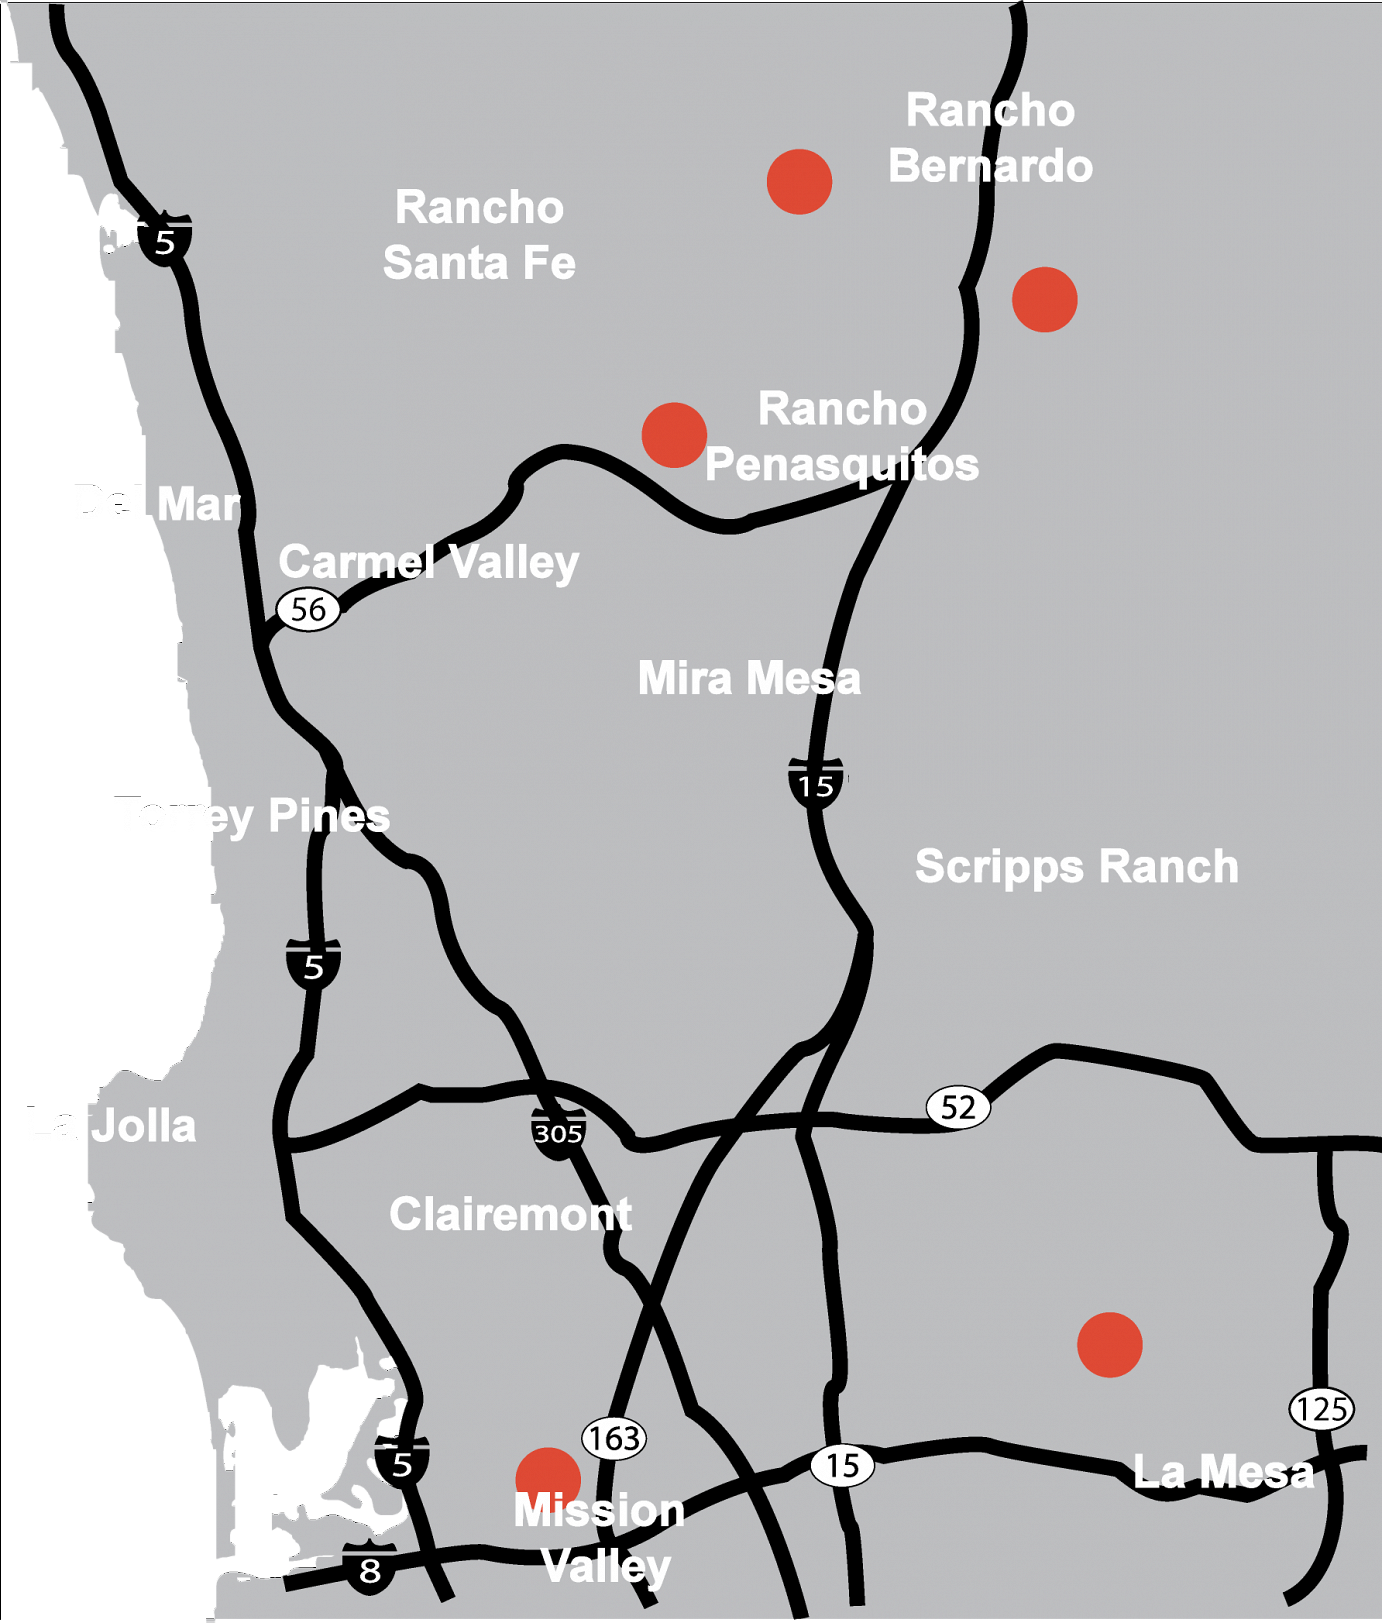 Rancho
Bernardo
Rancho
Santa Fe
5
Rancho
Penasquitos
Del Mar
Carmel Valley
56
Mira Mesa
15
Torrey Pines
Scripps Ranch
5
52
La Jolla
305
Clairemont
125
163
5
15
La Mesa
Mission
Valley
8